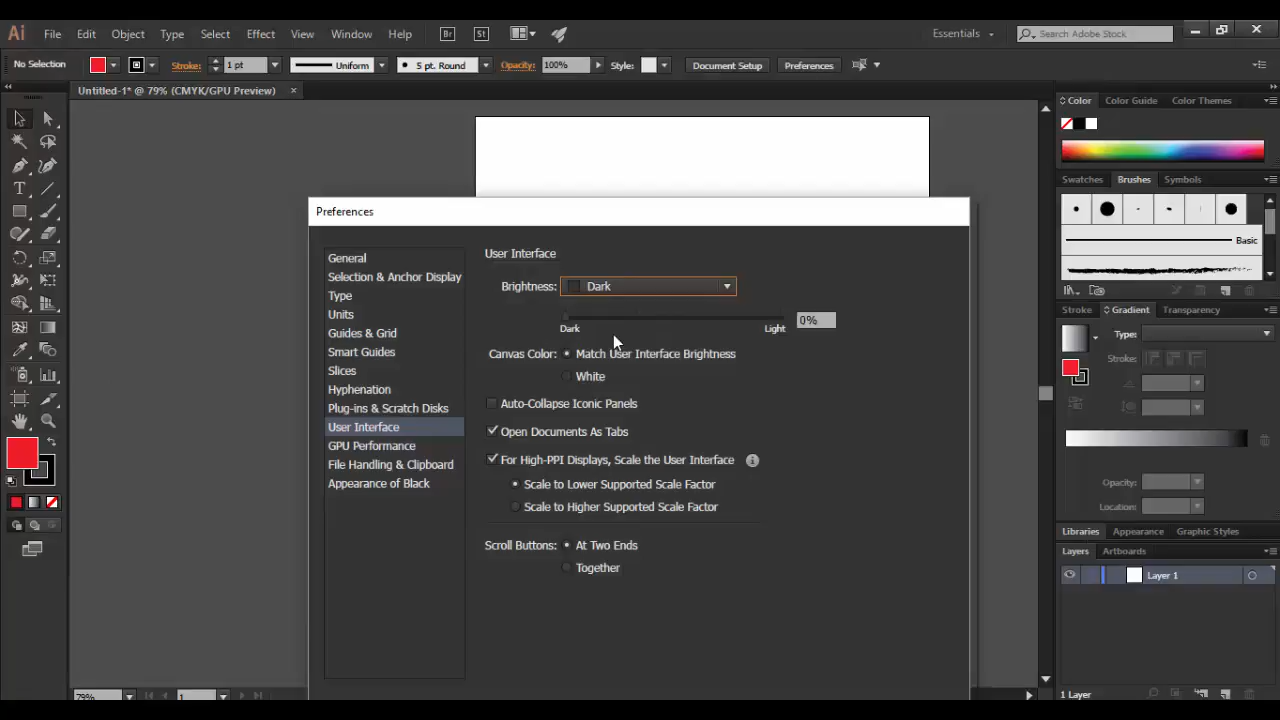 Ai File Edit Object Type Select Effect View Window Help Br St Essentials Search Adobe Stock
No Selection Stroke: 1 pt Uniform 5 pt. Round Opacity: 100% Style: Document Setup Preferences
Untitled-1* @ 79% (CMYK/GPU Preview) ×
Color Color Guide Color Themes
Swatches Brushes Symbols
Basic
Stroke Gradient Transparency
Type:
Stroke:
Opacity:
Location:
Libraries Appearance Graphic Styles
Layers Artboards
Layer 1
1 Layer
Preferences
General
Selection & Anchor Display
Type
Units
Guides & Grid
Smart Guides
Slices
Hyphenation
Plug-ins & Scratch Disks
User Interface
GPU Performance
File Handling & Clipboard
Appearance of Black
User Interface
Brightness: Dark
0%
Dark Light
Canvas Color: Match User Interface Brightness
White
Auto-Collapse Iconic Panels
Open Documents As Tabs
For High-PPI Displays, Scale the User Interface
Scale to Lower Supported Scale Factor
Scale to Higher Supported Scale Factor
Scroll Buttons: At Two Ends
Together
79% 1